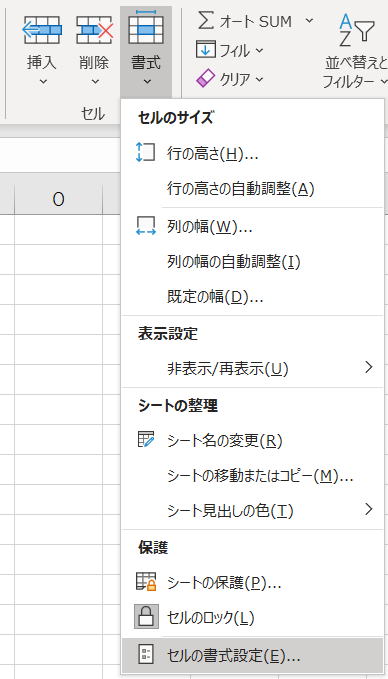 挿入
削除
書式
セル
オート SUM
フィル
クリア
並べ替えと
フィルター
O
セルのサイズ
行の高さ(H)...
行の高さの自動調整(A)
列の幅(W)...
列の幅の自動調整(I)
既定の幅(D)...
表示設定
非表示/再表示(U)
シートの整理
シート名の変更(R)
シートの移動またはコピー(M)...
シート見出しの色(T)
保護
シートの保護(P)...
セルのロック(L)
セルの書式設定(E)...